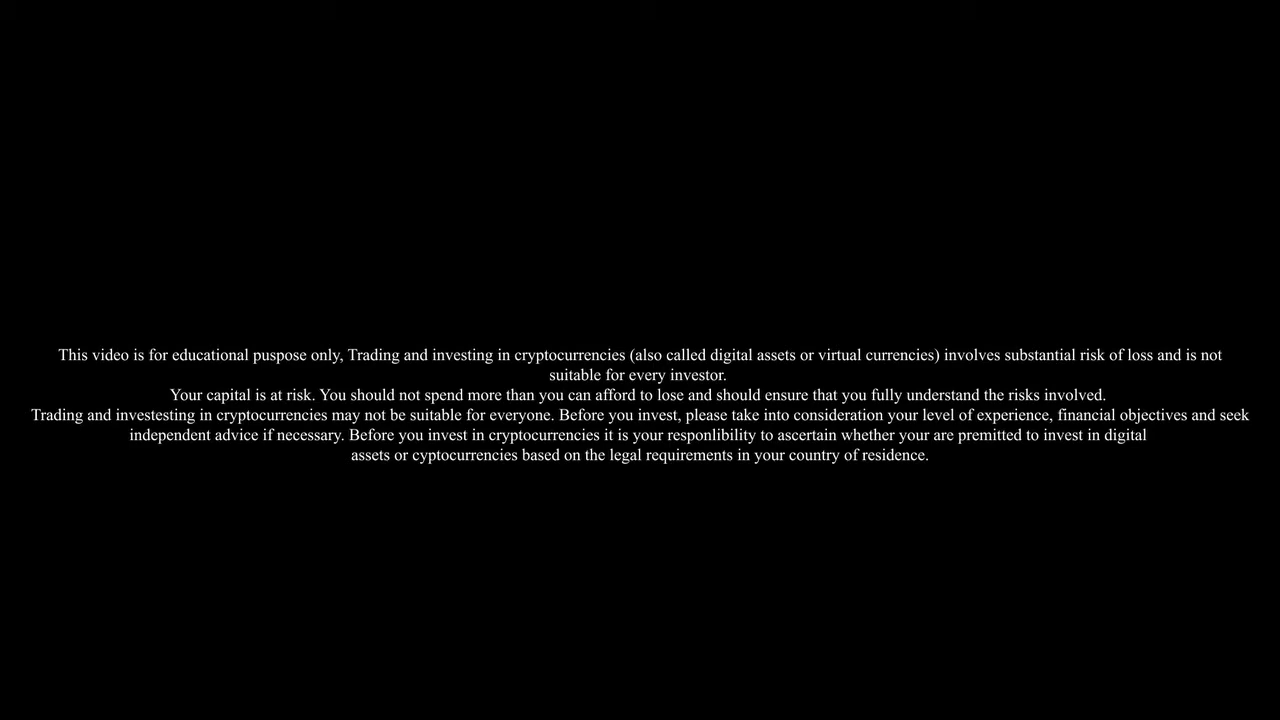 This video is for educational puspose only, Trading and investing in cryptocurrencies (also called digital assets or virtual currencies) involves substantial risk of loss and is not
suitable for every investor.
Your capital is at risk. You should not spend more than you can afford to lose and should ensure that you fully understand the risks involved.
Trading and investesting in cryptocurrencies may not be suitable for everyone. Before you invest, please take into consideration your level of experience, financial objectives and seek
independent advice if necessary. Before you invest in cryptocurrencies it is your responlibility to ascertain whether your are premitted to invest in digital
assets or cyptocurrencies based on the legal requirements in your country of residence.